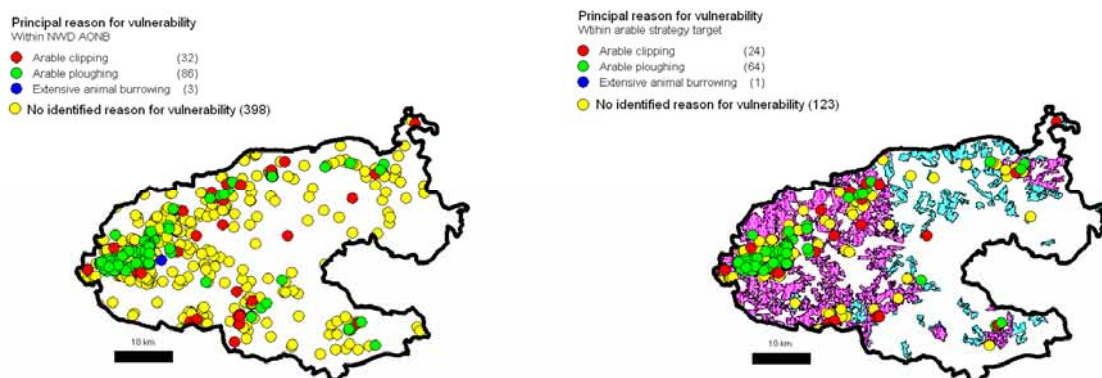 Principal reason for vulnerability
Within NWD AONB
Arable clipping (32)
Arable ploughing (86)
Extensive animal burrowing (3)
No identified reason for vulnerability (398)
10 km
Principal reason for vulnerability
Wtihin arable strategy target
Arable clipping (24)
Arable ploughing (64)
Extensive animal burrowing (1)
No identified reason for vulnerability (123)
10 km